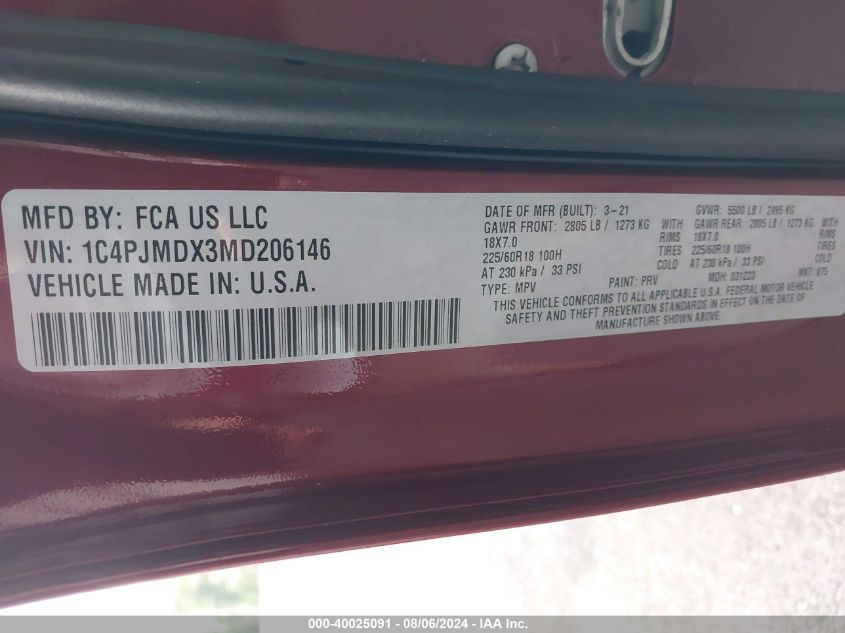 MFD BY: FCA US LLC
VIN: 1C4PJMDX3MD206146
VEHICLE MADE IN: U.S.A.
DATE OF MFR (BUILT): 3-21 GVWR: 5500 LB / 2495 KG
GAWR FRONT: 2805 LB / 1273 KG WITH GAWR REAR: 2805 LB / 1273 KG WITH
18X7.0 RIMS 18X7.0 RIMS
225/60R18 100H TIRES 225/60R18 100H TIRES
AT 230 kPa / 33 PSI COLD AT 230 kPa / 33 PSI COLD
TYPE: MPV PAINT: PRV MDH: 031223 MKT: 875
THIS VEHICLE CONFORMS TO ALL APPLICABLE U.S.A. FEDERAL MOTOR VEHICLE
SAFETY AND THEFT PREVENTION STANDARDS IN EFFECT ON THE DATE OF
MANUFACTURE SHOWN ABOVE
000-40025091 - 08/06/2024 - IAA Inc.